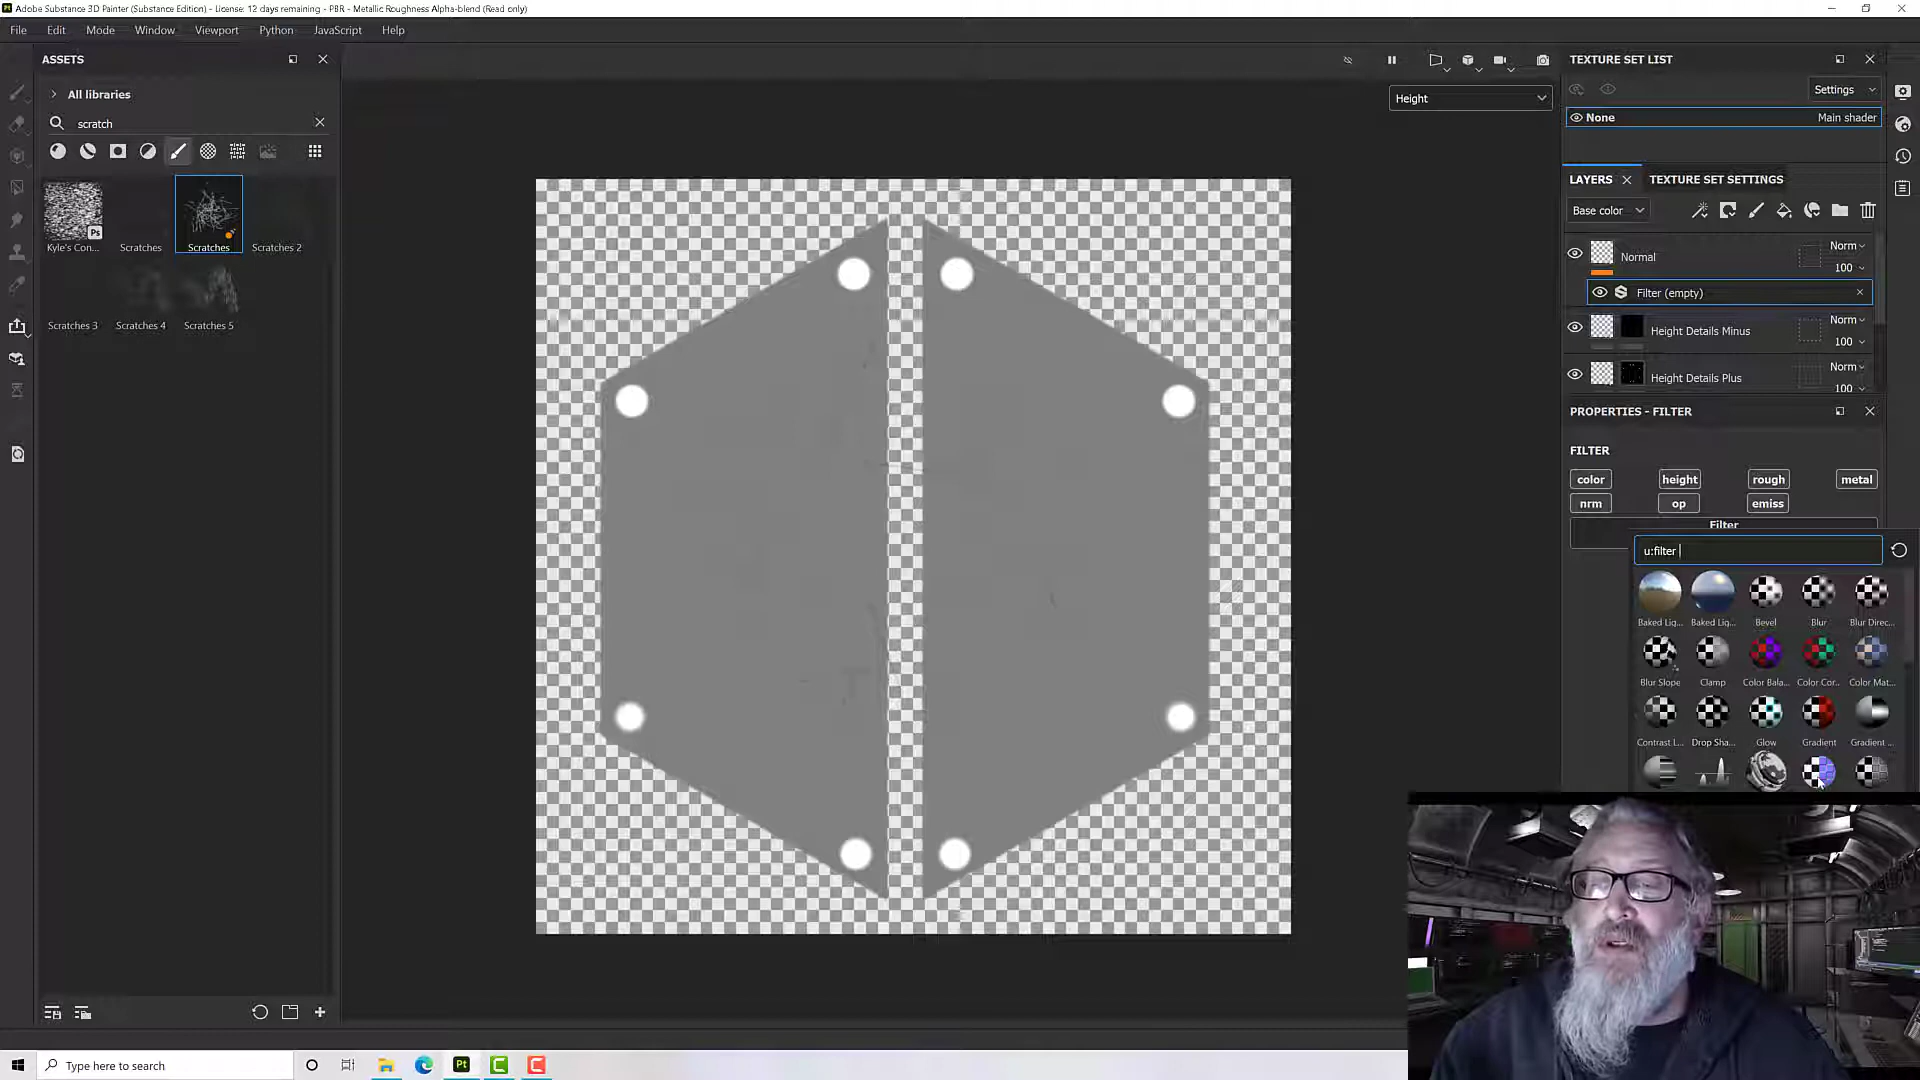 Adobe Substance 3D Painter (Substance Edition) - License: 12 days remaining - PBR - Metallic Roughness Alpha-blend (Read only)
File Edit Mode Window Viewport Python JavaScript Help
ASSETS
All libraries
scratch
Kyle's Con... Scratches Scratches Scratches 2
Ps
Scratches 3 Scratches 4 Scratches 5
Height
TEXTURE SET LIST
Settings
None Main shader
LAYERS TEXTURE SET SETTINGS
Base color
Normal Norm
100
Filter (empty)
Height Details Minus Norm
100
Height Details Plus Norm
100
PROPERTIES - FILTER
FILTER
color height rough metal
nrm op emiss
Filter
u:filter
Baked Lig... Baked Lig... Bevel Blur Blur Direc...
Blur Slope Clamp Color Bala... Color Cor... Color Mat...
Contrast L... Drop Sha... Glow Gradient Gradient ...
Type here to search
Pt